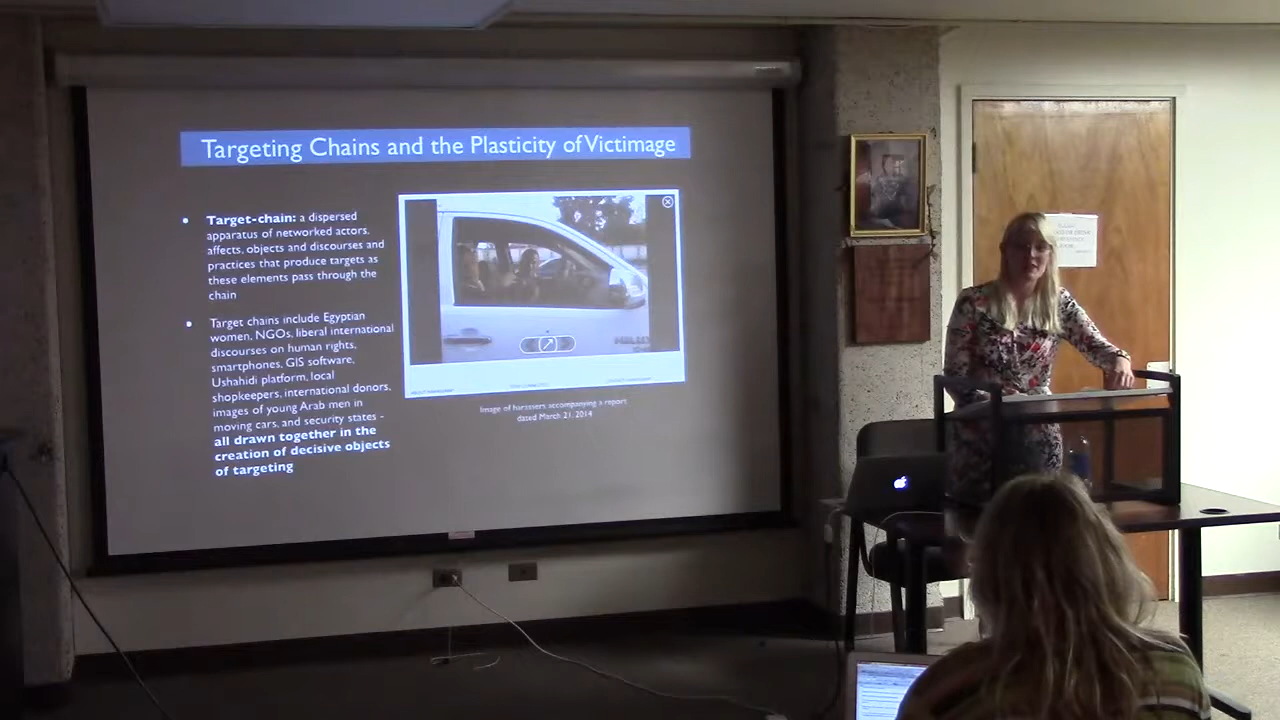 Targeting Chains and the Plasticity of Victimage
• Target-chain: a dispersed
apparatus of networked actors,
affects, objects and discourses and
practices that produce targets as
these elements pass through the
chain
• Target chains include Egyptian
women, NGOs, liberal international
discourses on human rights,
smartphones, GIS software,
Ushahidi platform, local
shopkeepers, international donors,
images of young Arab men in
moving cars, and security states -
all drawn together in the
creation of decisive objects
of targeting
Image of harassers accompanying a report
dated March 21, 2014